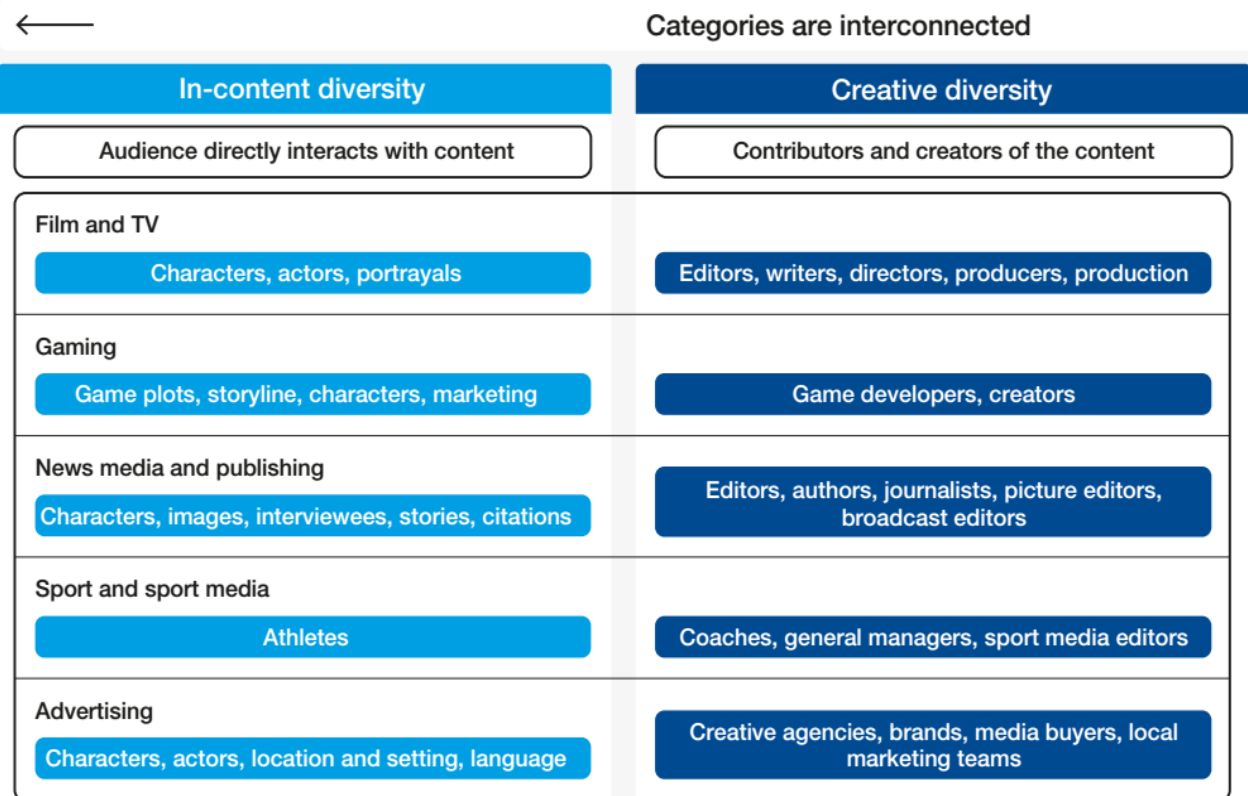 Categories are interconnected
In-content diversity
Creative diversity
Audience directly interacts with content
Contributors and creators of the content
Film and TV
Characters, actors, portrayals
Editors, writers, directors, producers, production
Gaming
Game plots, storyline, characters, marketing
Game developers, creators
News media and publishing
Characters, images, interviewees, stories, citations
Editors, authors, journalists, picture editors,
broadcast editors
Sport and sport media
Athletes
Coaches, general managers, sport media editors
Advertising
Characters, actors, location and setting, language
Creative agencies, brands, media buyers, local
marketing teams